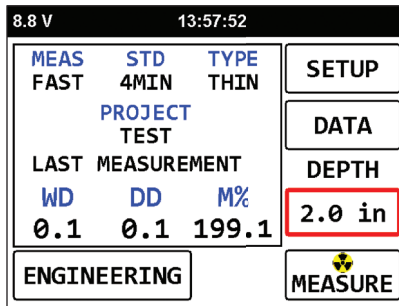 8.8 V 13:57:52
MEAS STD TYPE
FAST 4MIN THIN
PROJECT
TEST
LAST MEASUREMENT
WD DD M%
0.1 0.1 199.1
SETUP
DATA
DEPTH
2.0 in
ENGINEERING
MEASURE